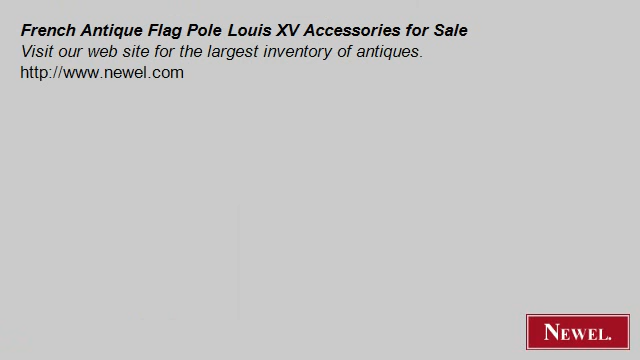 French Antique Flag Pole Louis XV Accessories for Sale
Visit our web site for the largest inventory of antiques.
http://www.newel.com
NEWEL.